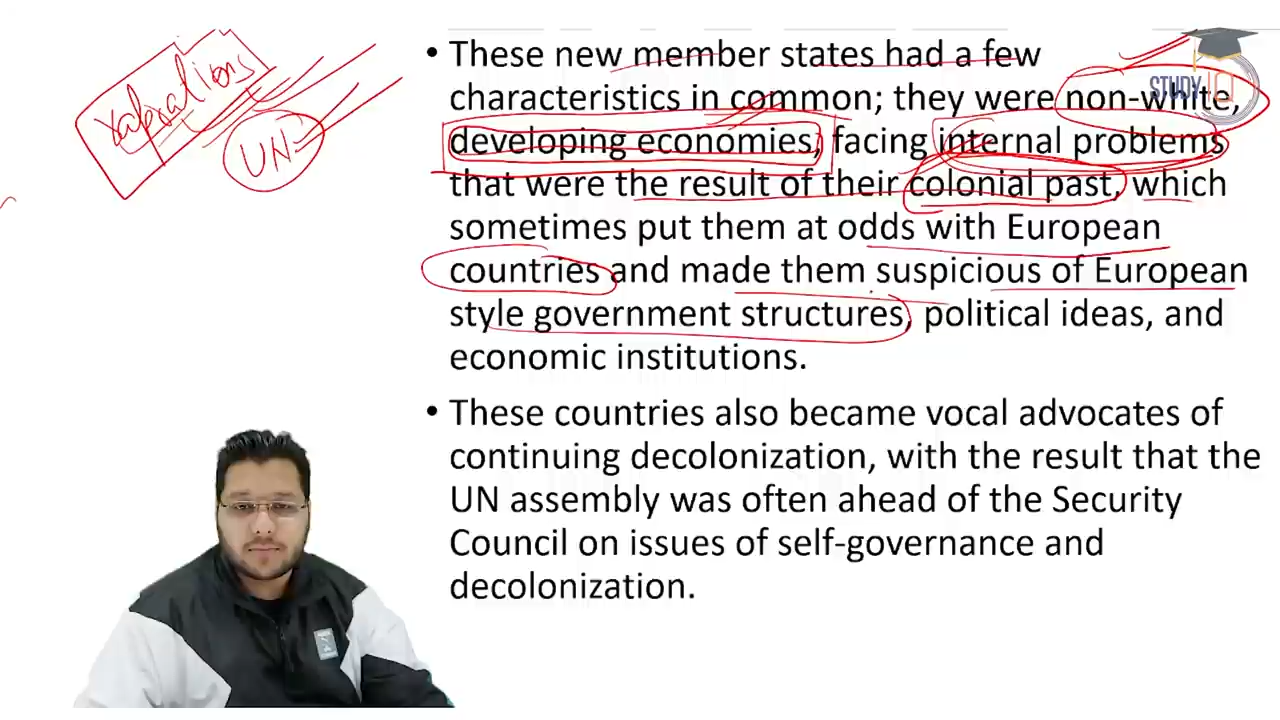 Reparations
UN
STUDY IQ
• These new member states had a few
characteristics in common; they were non-white,
developing economies, facing internal problems
that were the result of their colonial past, which
sometimes put them at odds with European
countries and made them suspicious of European
style government structures, political ideas, and
economic institutions.
• These countries also became vocal advocates of
continuing decolonization, with the result that the
UN assembly was often ahead of the Security
Council on issues of self-governance and
decolonization.